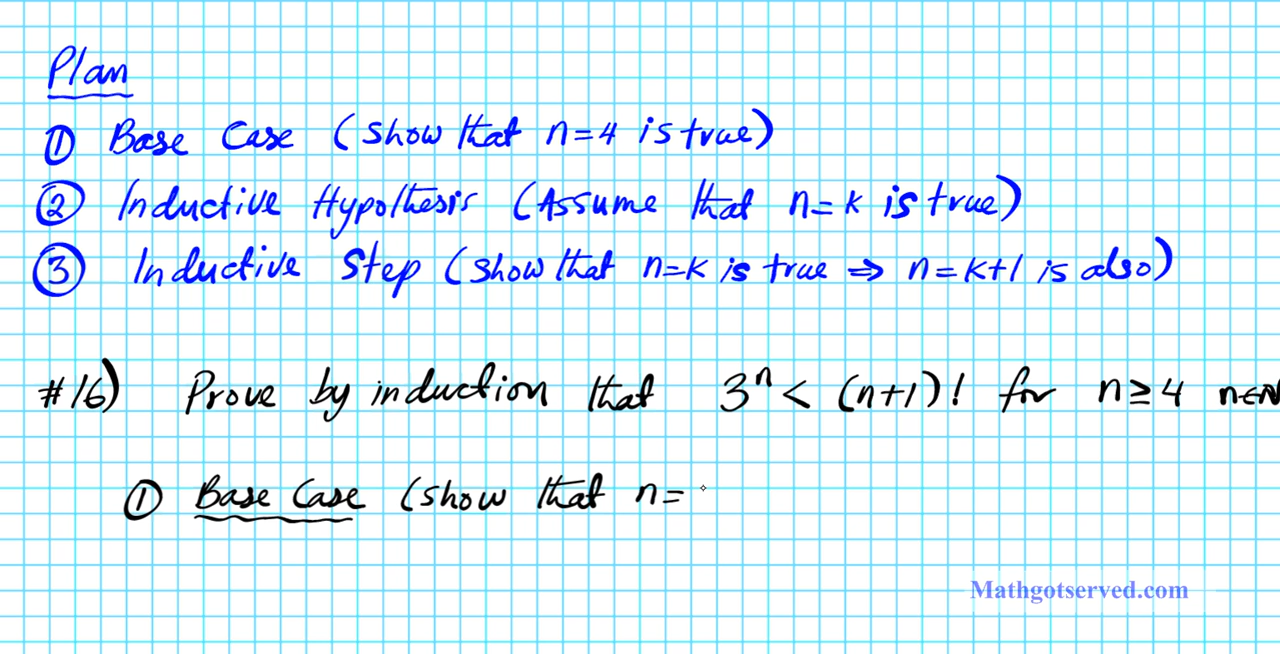 Plan
① Base Case (show that n=4 is true)
② Inductive Hypothesis (Assume that n=k is true)
③ Inductive Step (show that n=k is true ⇒ n=k+1 is also)
#16) Prove by induction that 3ⁿ < (n+1)! for n≥4 n∈N
① Base Case (show that n=
Mathgotserved.com